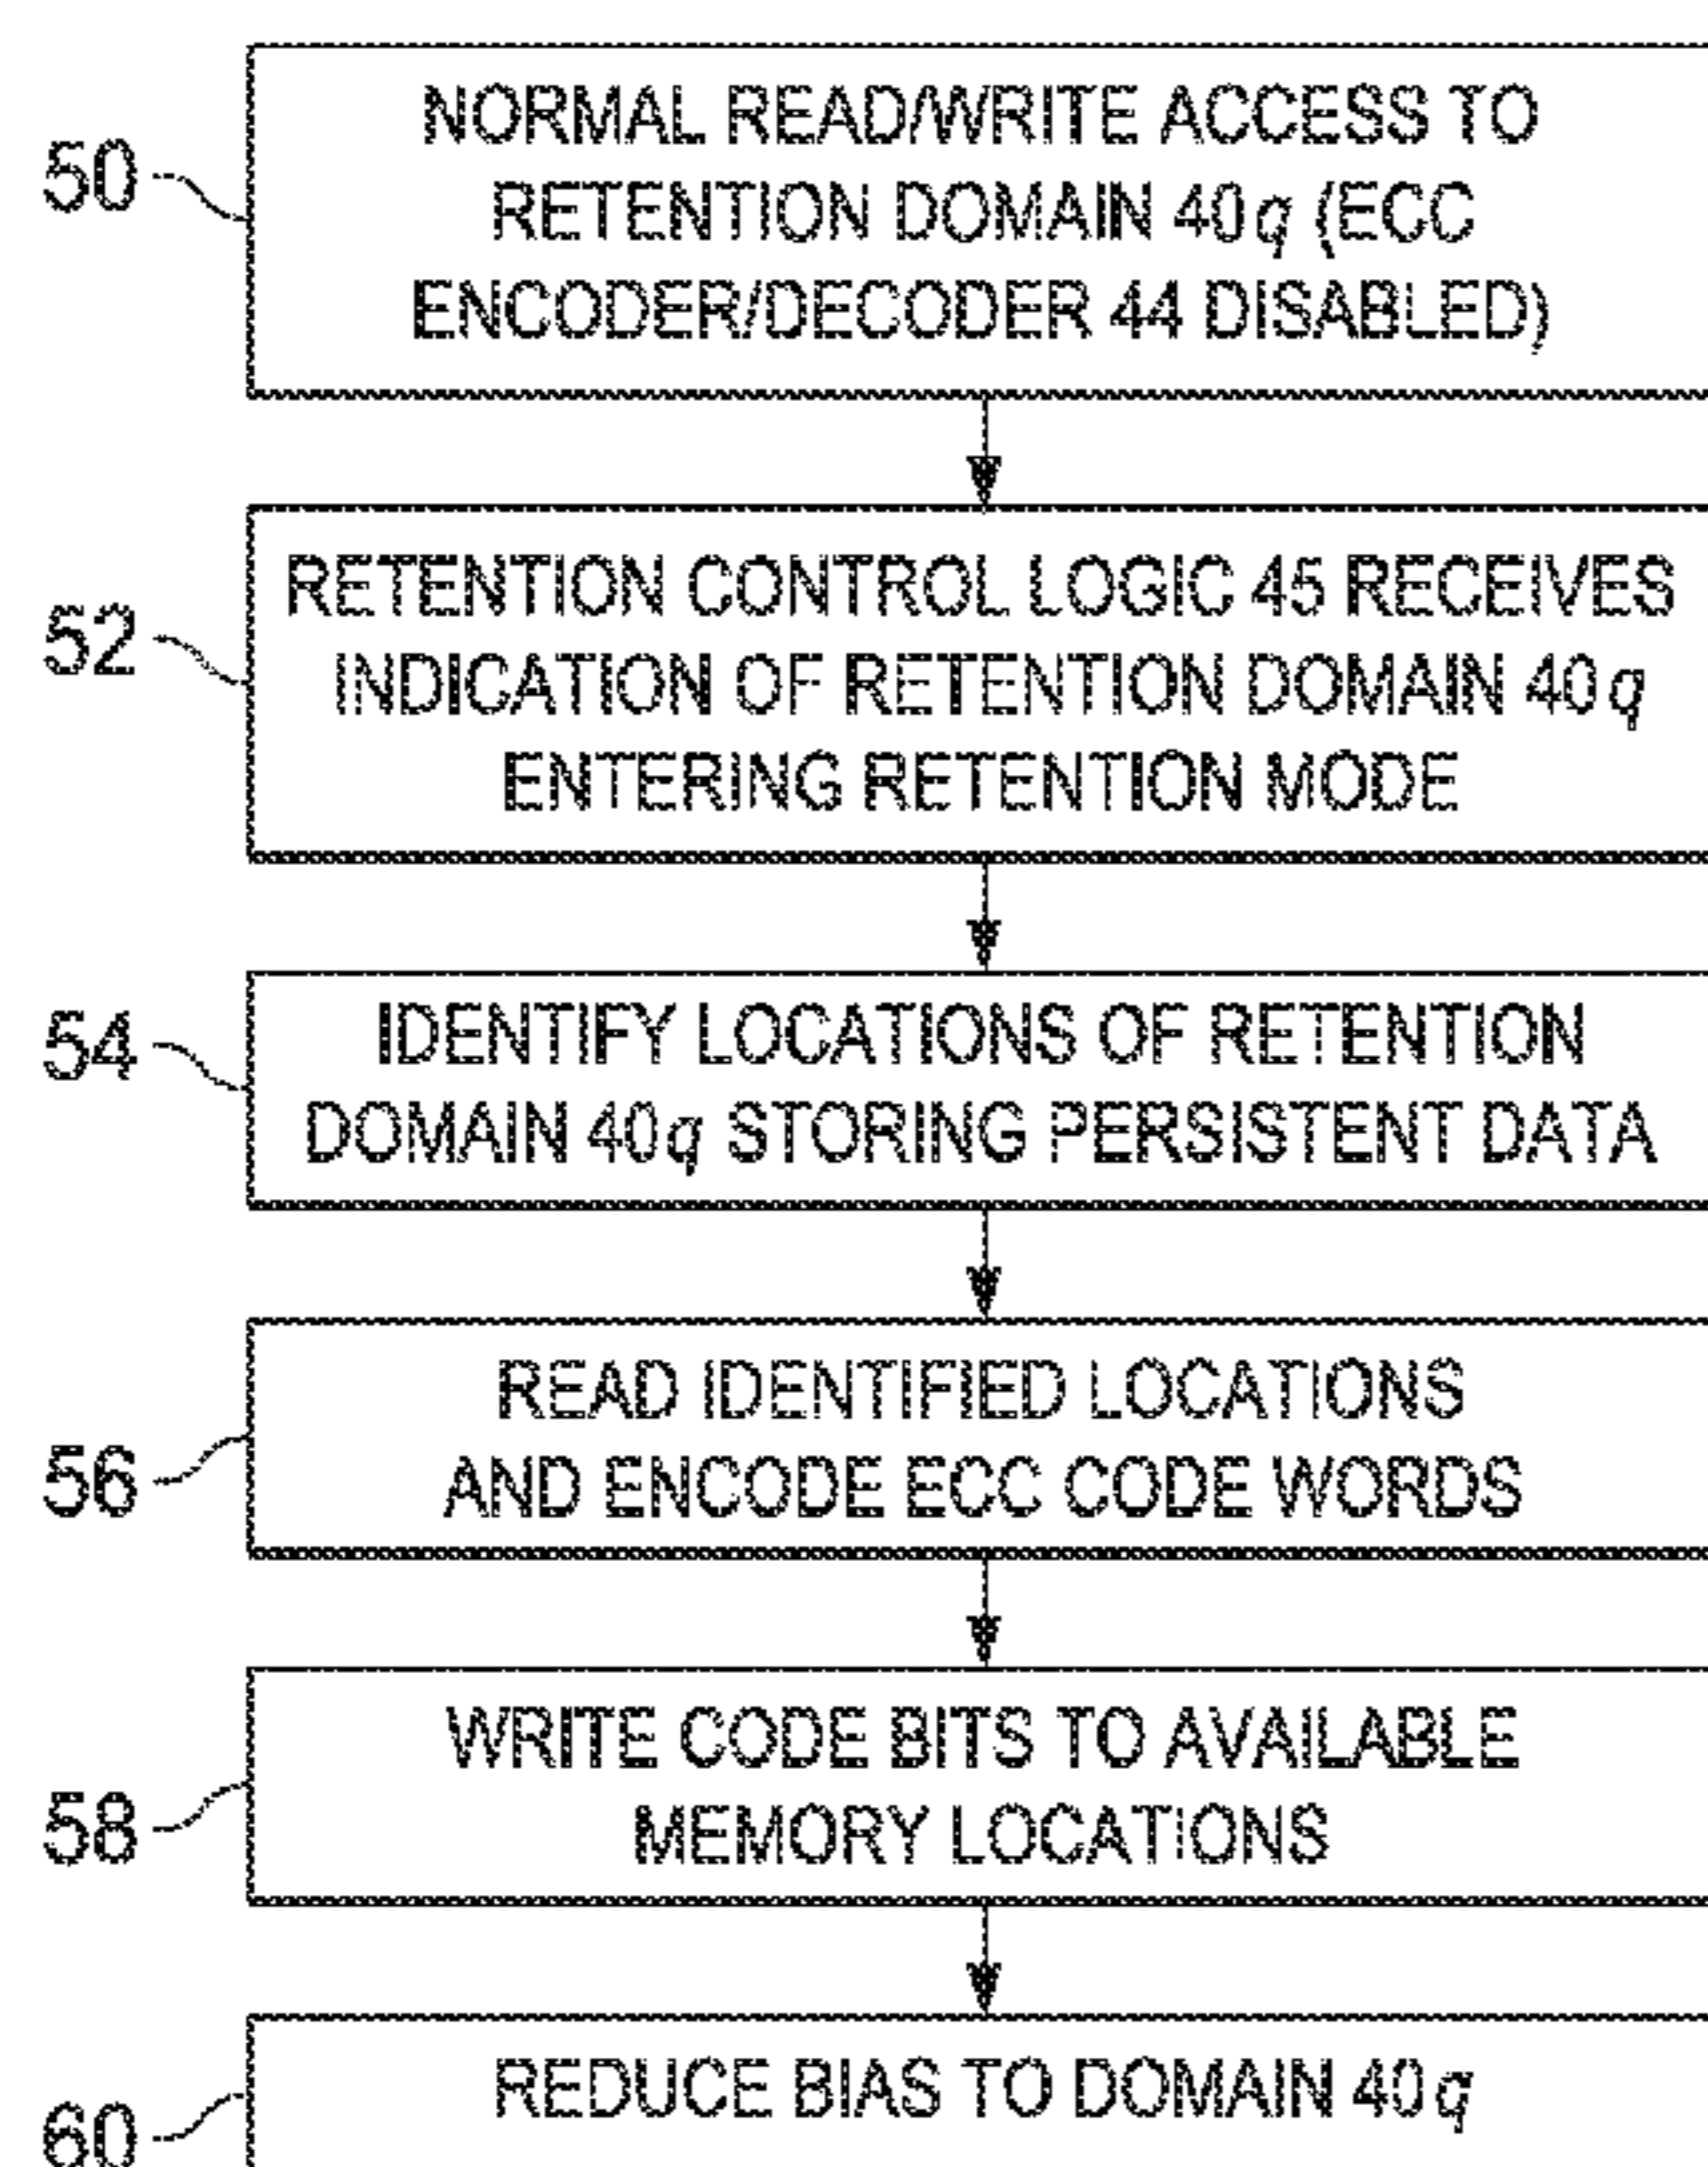 50
NORMAL READ/WRITE ACCESS TO
RETENTION DOMAIN 40q (ECC
ENCODER/DECODER 44 DISABLED)
52
RETENTION CONTROL LOGIC 45 RECEIVES
INDICATION OF RETENTION DOMAIN 40q
ENTERING RETENTION MODE
54
IDENTIFY LOCATIONS OF RETENTION
DOMAIN 40q STORING PERSISTENT DATA
56
READ IDENTIFIED LOCATIONS
AND ENCODE ECC CODE WORDS
58
WRITE CODE BITS TO AVAILABLE
MEMORY LOCATIONS
60
REDUCE BIAS TO DOMAIN 40q